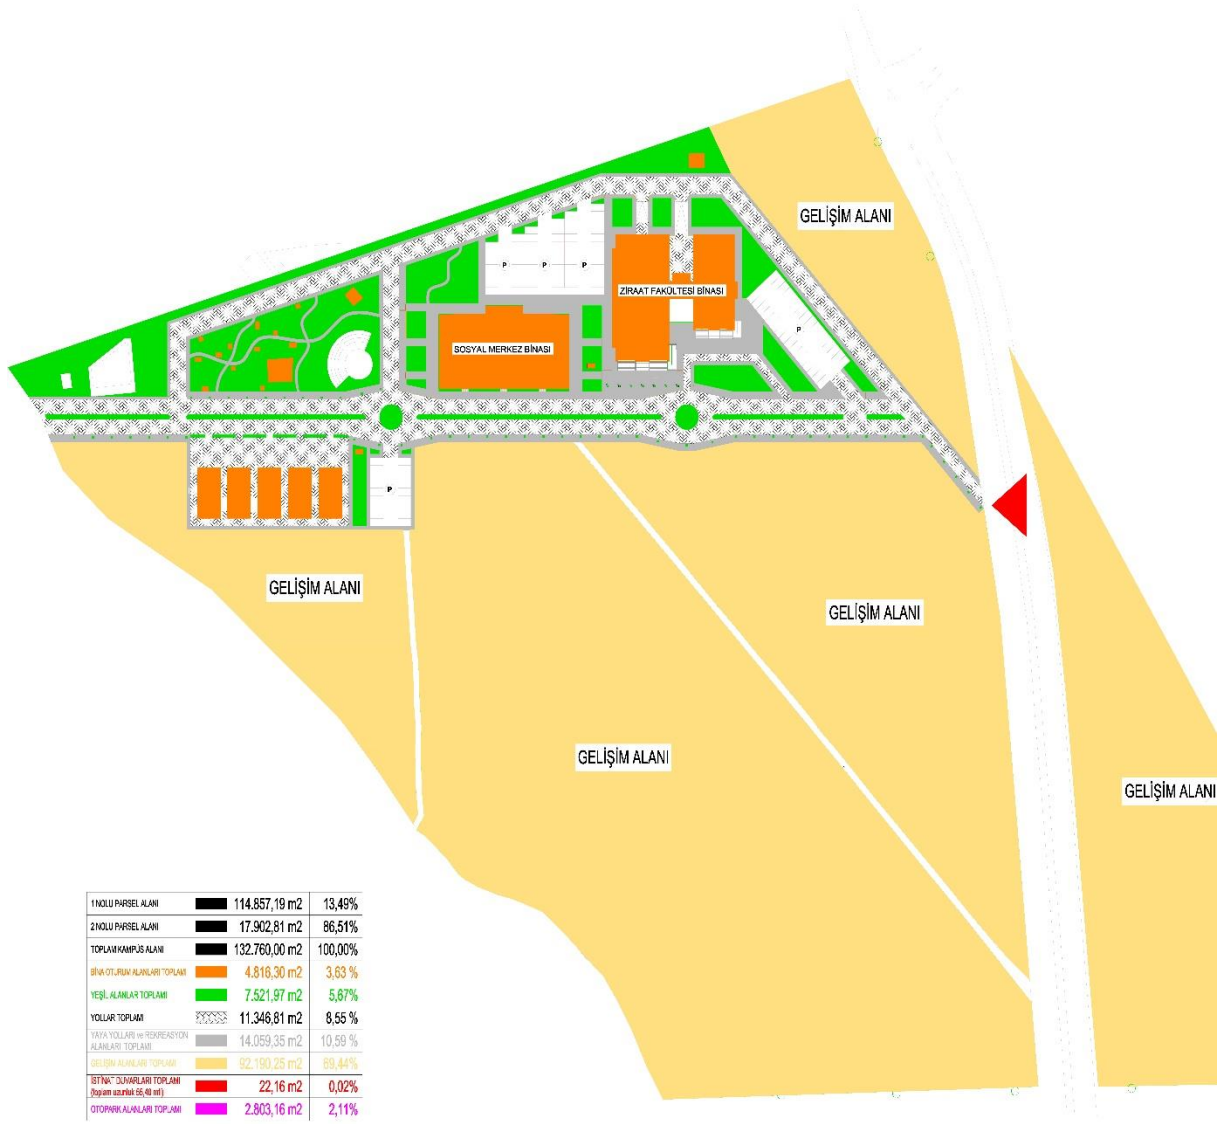 GELİŞİM ALANI
ZİRAAT FAKÜLTESİ BİNASI
P P P
P
SOSYAL MERKEZ BİNASI
P
GELİŞİM ALANI
GELİŞİM ALANI
GELİŞİM ALANI
GELİŞİM ALANI
1 NOLU PARSEL ALANI 114.857,19 m2 13,49%
2 NOLU PARSEL ALANI 17.902,81 m2 86,51%
TOPLAM KAMPÜS ALANI 132.760,00 m2 100,00%
BİNA OTURUM ALANLARI TOPLAMI 4.816,30 m2 3,63 %
YEŞİL ALANLAR TOPLAMI 7.521,97 m2 5,67%
YOLLAR TOPLAMI 11.346,81 m2 8,55 %
YAYA YOLLARI ve REKREASYON
ALANLARI TOPLAMI 14.059,35 m2 10,59 %
GELİŞİM ALANLARI TOPLAMI 92.190,25 m2 69,44%
İSTİNAT DUVARLARI TOPLAMI
(toplam uzunluk 55,40 mt) 22,16 m2 0,02%
OTOPARK ALANLARI TOPLAMI 2.803,16 m2 2,11%